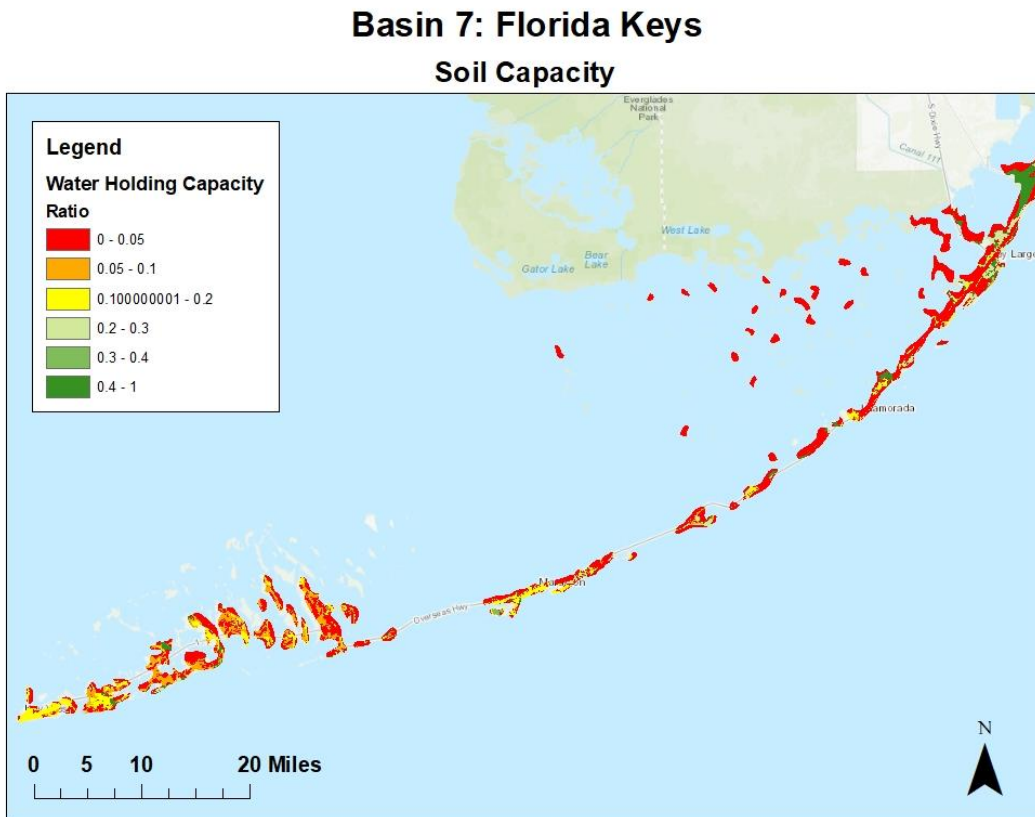 Basin 7: Florida Keys
Soil Capacity
Legend
Water Holding Capacity
Ratio
0 - 0.05
0.05 - 0.1
0.100000001 - 0.2
0.2 - 0.3
0.3 - 0.4
0.4 - 1
Everglades
National
Park
S Dixie Hwy
Canal 111
West Lake
Bear
Lake
Gator Lake
Overseas Hwy
N
0 5 10 20 Miles